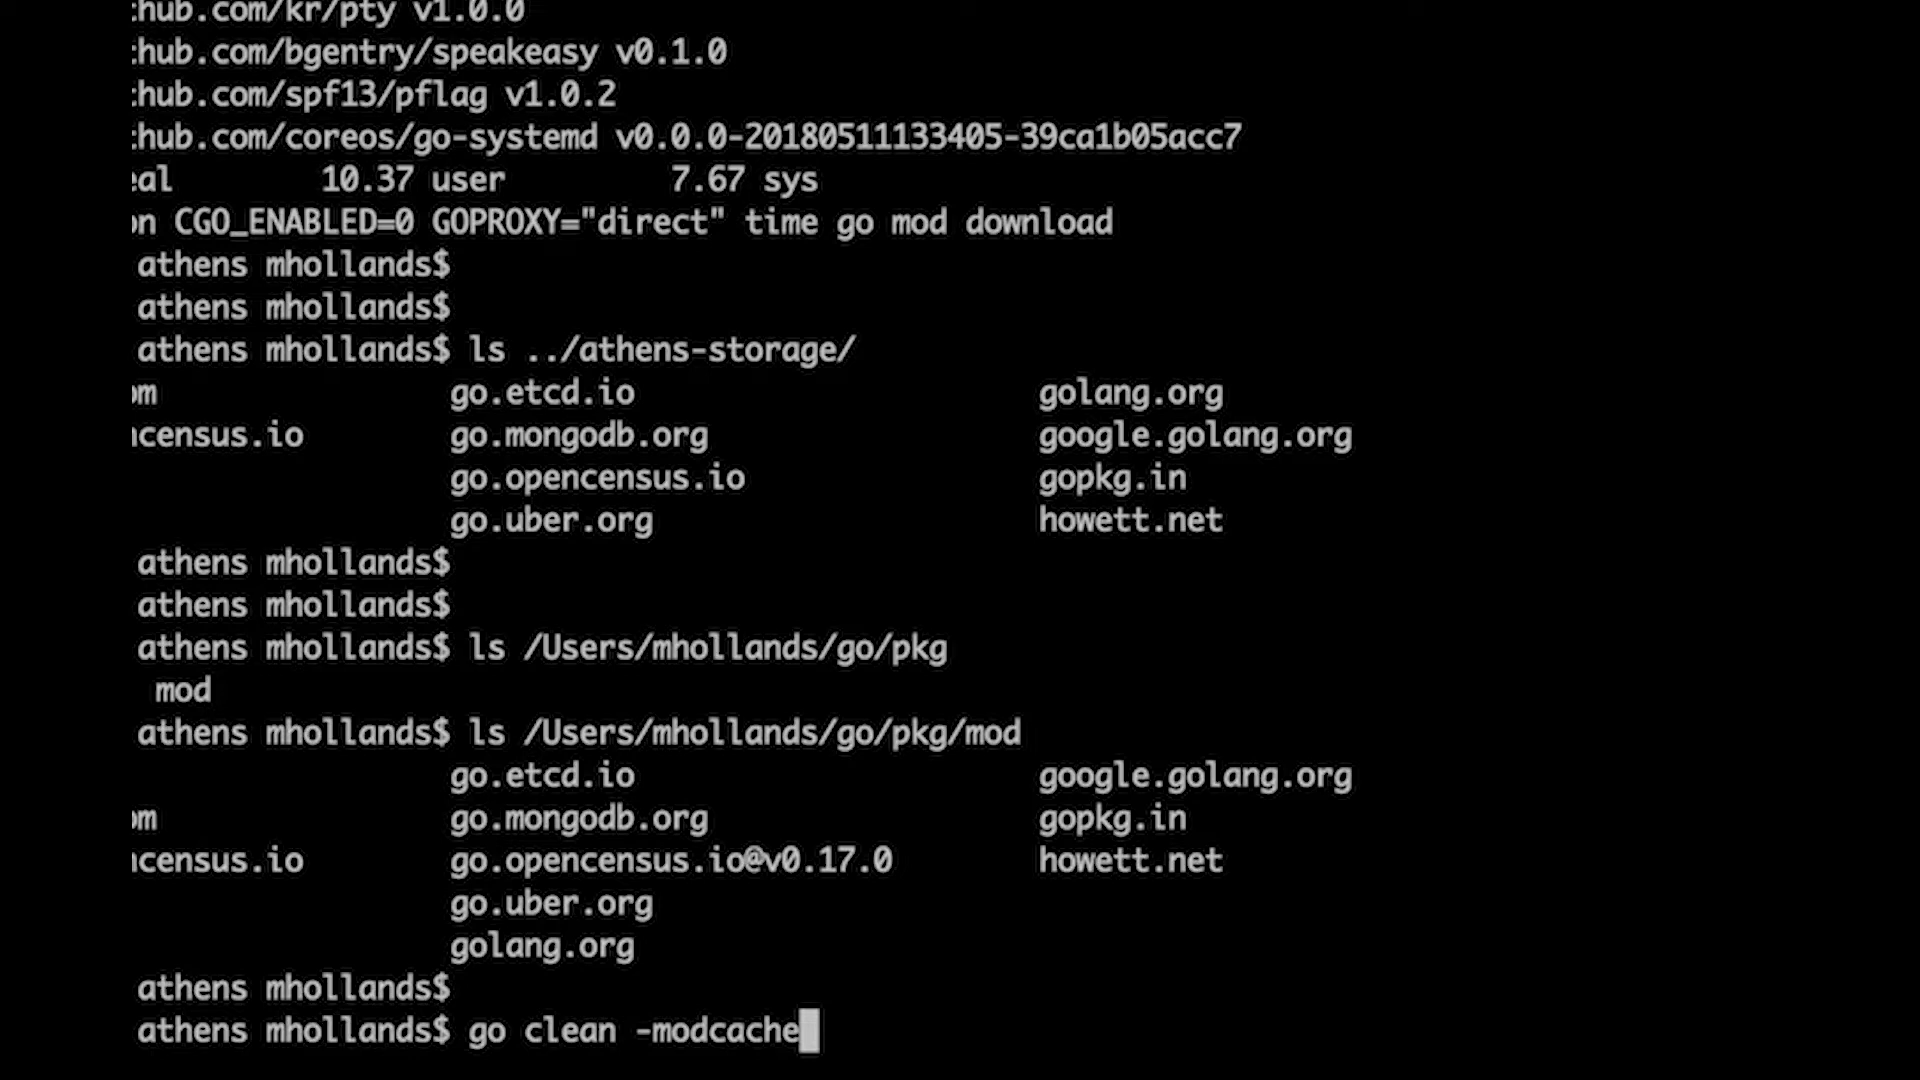 hub.com/kr/pty v1.0.0
hub.com/bgentry/speakeasy v0.1.0
hub.com/spf13/pflag v1.0.2
hub.com/coreos/go-systemd v0.0.0-20180511133405-39ca1b05acc7
eal 10.37 user 7.67 sys
on CGO_ENABLED=0 GOPROXY="direct" time go mod download
athens mhollands$
athens mhollands$
athens mhollands$ ls ../athens-storage/
om go.etcd.io golang.org
ncensus.io go.mongodb.org google.golang.org
go.opencensus.io gopkg.in
go.uber.org howett.net
athens mhollands$
athens mhollands$
athens mhollands$ ls /Users/mhollands/go/pkg
mod
athens mhollands$ ls /Users/mhollands/go/pkg/mod
go.etcd.io google.golang.org
om go.mongodb.org gopkg.in
ncensus.io go.opencensus.io@v0.17.0 howett.net
go.uber.org
golang.org
athens mhollands$
athens mhollands$ go clean -modcache